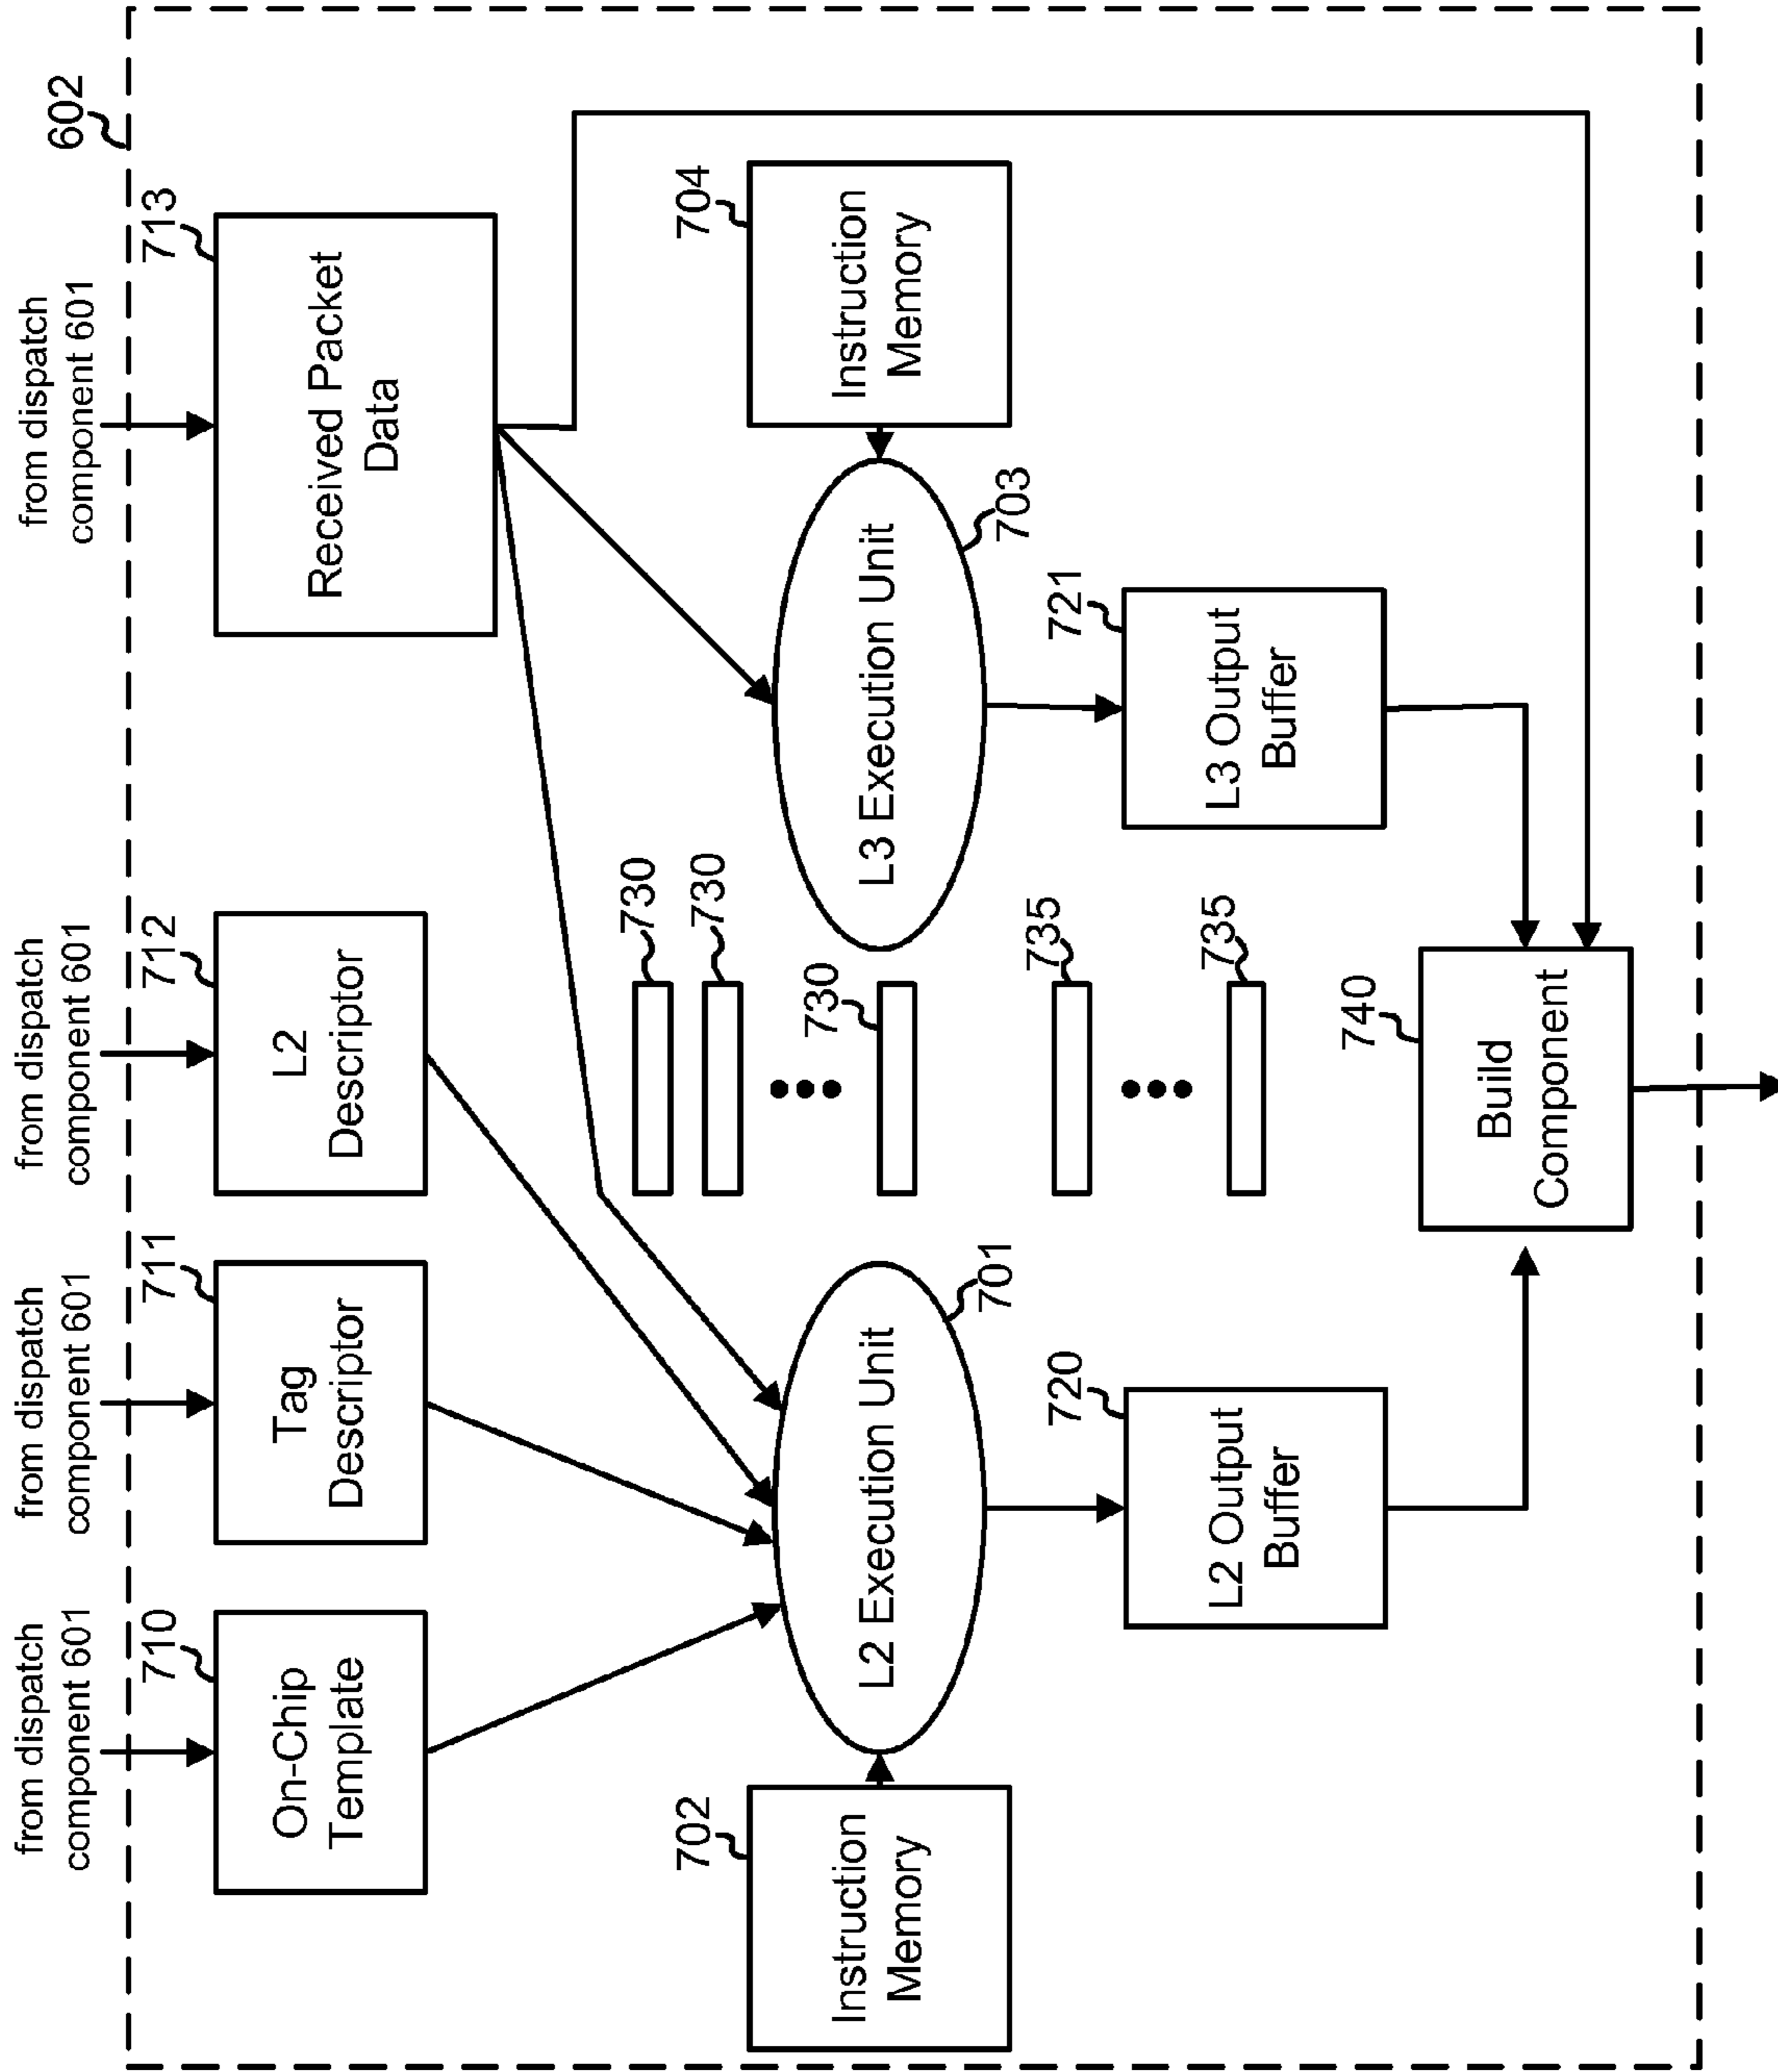 602
from dispatch
component 601
from dispatch
component 601
from dispatch
component 601
from dispatch
component 601
710
711
712
713
On-Chip
Template
Tag
Descriptor
L2
Descriptor
Received Packet
Data
730
730
730
702
Instruction
Memory
L2 Execution Unit
701
L3 Execution Unit
703
704
Instruction
Memory
735
735
720
L2 Output
Buffer
721
L3 Output
Buffer
740
Build
Component